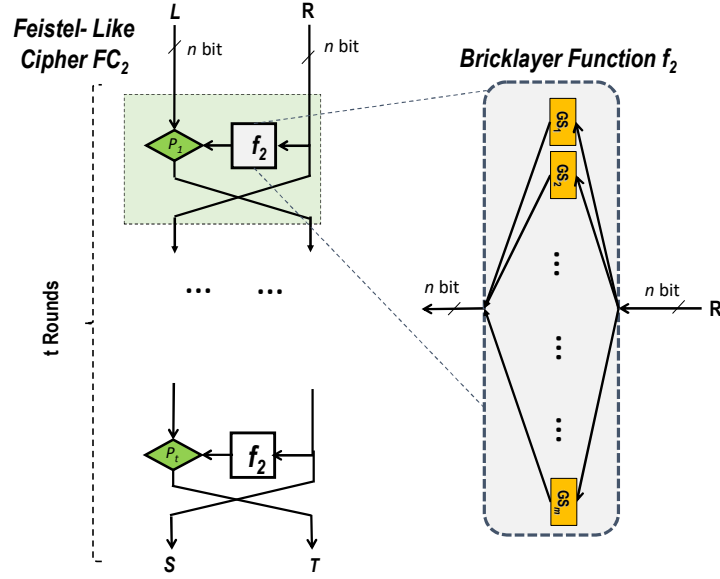 Feistel- Like
Cipher FC2
L
R
n bit
n bit
P1
f2
... ...
t Rounds
Pt
f2
S
T
Bricklayer Function f2
GS1
GS2
...
...
...
GSm
n bit
n bit
R